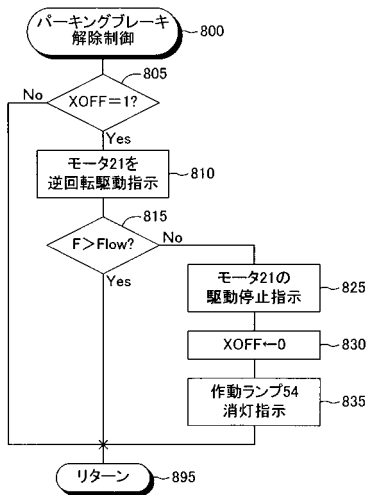 パーキングブレーキ
解除制御
800
805
No
XOFF＝1?
Yes
モータ21を
逆回転駆動指示
810
815
F＞Flow?
No
Yes
モータ21の
駆動停止指示
825
XOFF←0
830
作動ランプ54
消灯指示
835
リターン
895